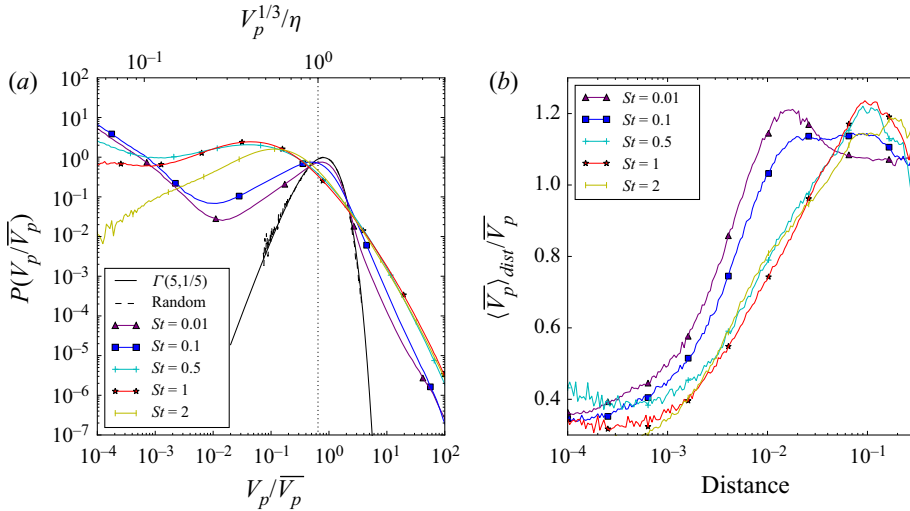 V_p^{1/3}/η
10^{-1} 10^0
(a)
10^2
10^1
10^0
10^{-1}
10^{-2}
10^{-3}
10^{-4}
10^{-5}
10^{-6}
10^{-7}
P(V_p/\overline{V_p})
Γ(5,1/5)
Random
St = 0.01
St = 0.1
St = 0.5
St = 1
St = 2
10^{-4} 10^{-3} 10^{-2} 10^{-1} 10^0 10^1 10^2
V_p/\overline{V_p}
(b)
1.2
1.0
0.8
0.6
0.4
⟨\overline{V_p}⟩_{dist}/\overline{V_p}
St = 0.01
St = 0.1
St = 0.5
St = 1
St = 2
10^{-4} 10^{-3} 10^{-2} 10^{-1}
Distance